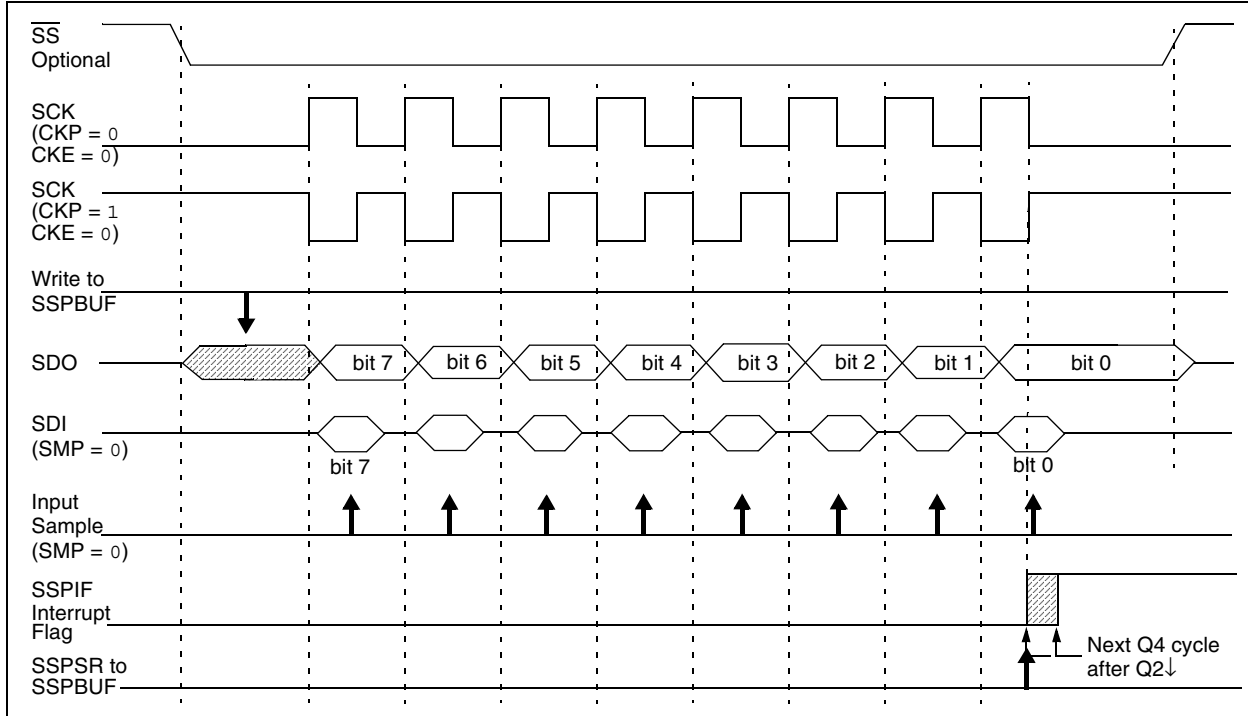 SS
Optional
SCK
(CKP = 0
CKE = 0)
SCK
(CKP = 1
CKE = 0)
Write to
SSPBUF
SDO
bit 7
bit 6
bit 5
bit 4
bit 3
bit 2
bit 1
bit 0
SDI
(SMP = 0)
bit 7
bit 0
Input
Sample
(SMP = 0)
SSPIF
Interrupt
Flag
Next Q4 cycle
after Q2↓
SSPSR to
SSPBUF